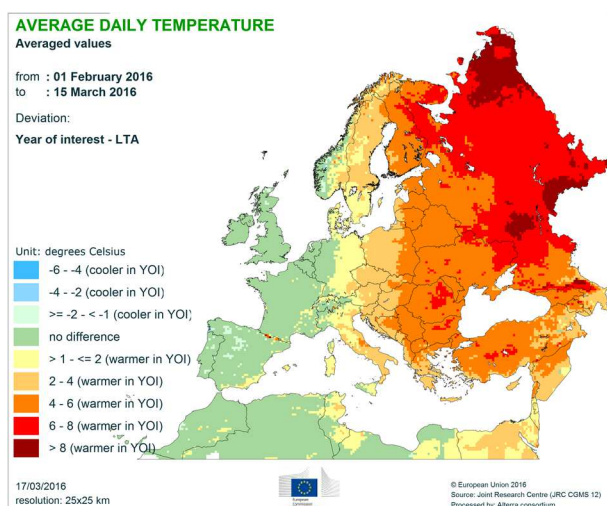 AVERAGE DAILY TEMPERATURE
Averaged values
from : 01 February 2016
to : 15 March 2016
Deviation:
Year of interest - LTA
Unit: degrees Celsius
-6 - -4 (cooler in YOI)
-4 - -2 (cooler in YOI)
>= -2 - < -1 (cooler in YOI)
no difference
> 1 - <= 2 (warmer in YOI)
2 - 4 (warmer in YOI)
4 - 6 (warmer in YOI)
6 - 8 (warmer in YOI)
> 8 (warmer in YOI)
17/03/2016
resolution: 25x25 km
European
Commission
© European Union 2016
Source: Joint Research Centre (JRC CGMS 12)
Processed by: Alterra consortium